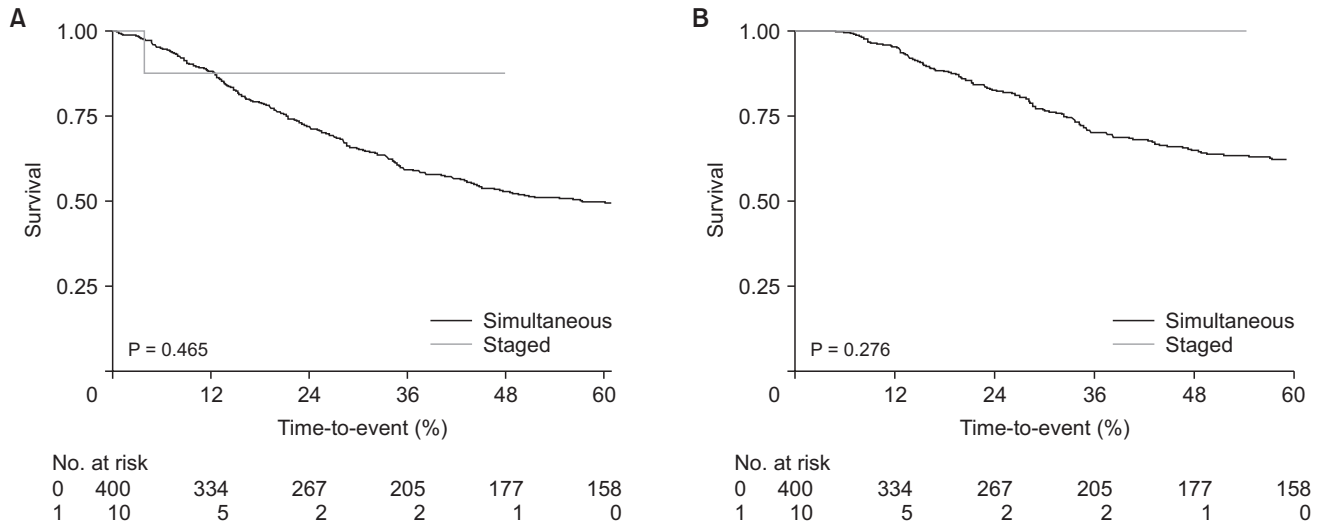 A
1.00
0.75
0.50
0.25
Survival
P = 0.465
Simultaneous
Staged
0 12 24 36 48 60
Time-to-event (%)
No. at risk
0 400 334 267 205 177 158
1 10 5 2 2 1 0
B
1.00
0.75
0.50
0.25
Survival
P = 0.276
Simultaneous
Staged
0 12 24 36 48 60
Time-to-event (%)
No. at risk
0 400 334 267 205 177 158
1 10 5 2 2 1 0